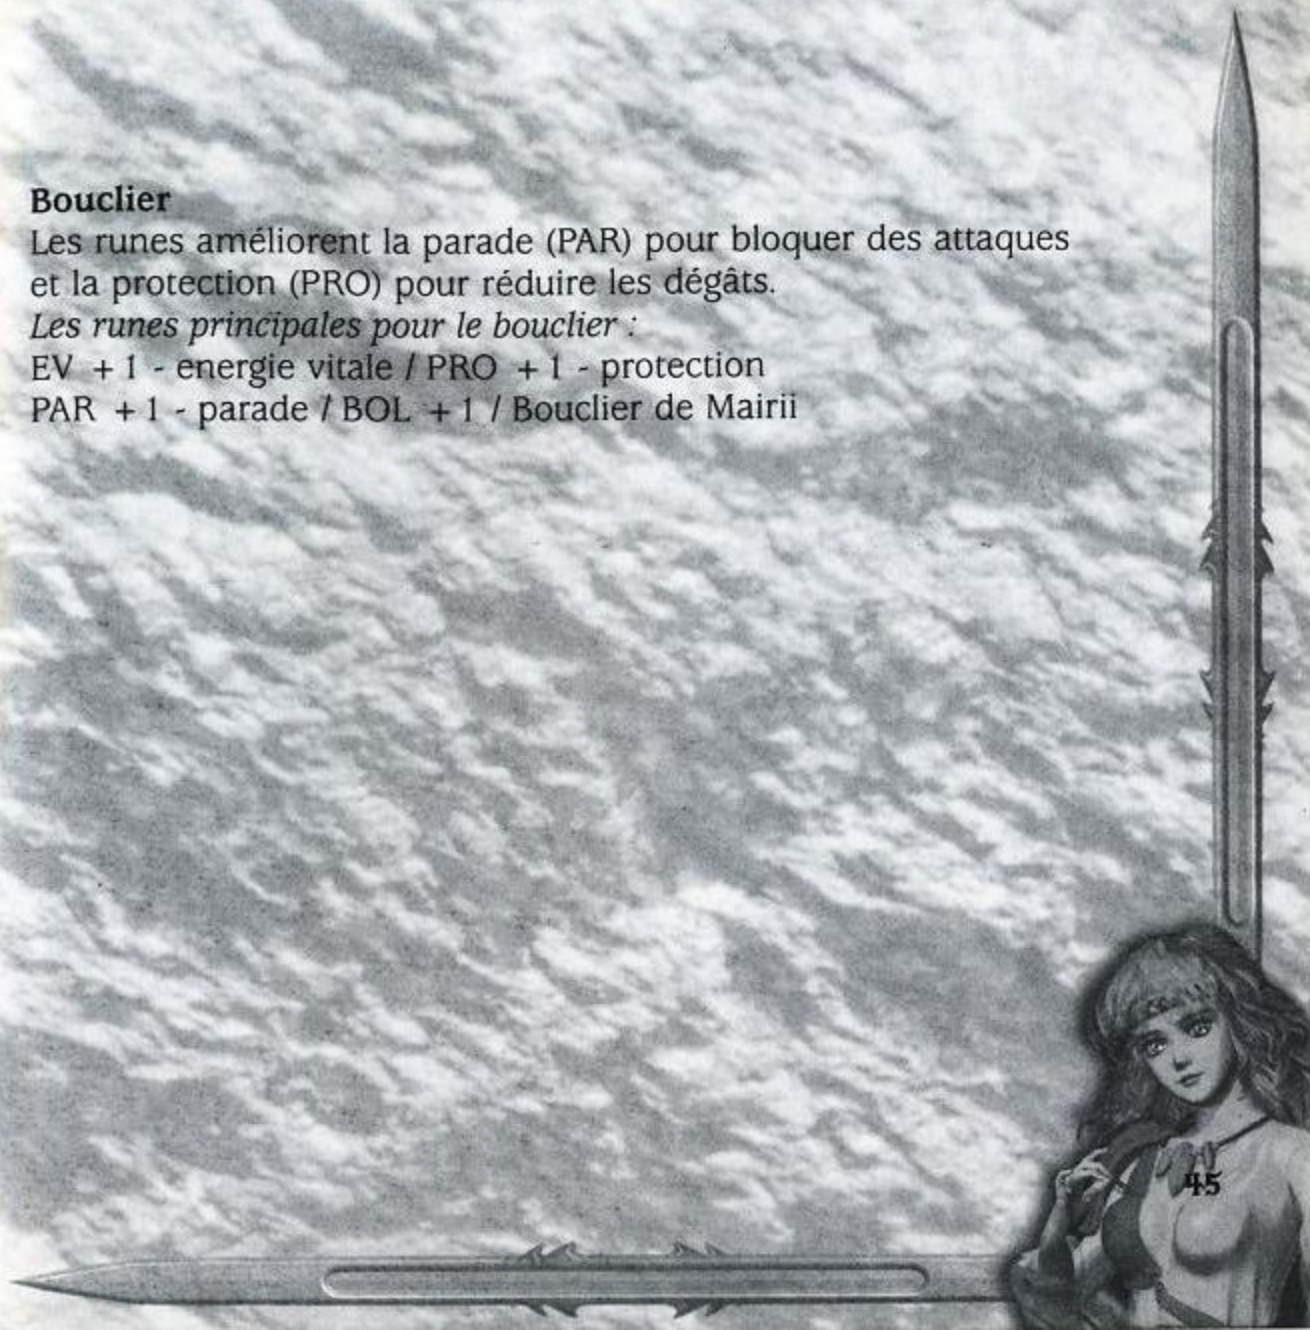 Bouclier
Les runes améliorent la parade (PAR) pour bloquer des attaques
et la protection (PRO) pour réduire les dégâts.
Les runes principales pour le bouclier :
EV + 1 - energie vitale / PRO + 1 - protection
PAR + 1 - parade / BOL + 1 / Bouclier de Mairii
45